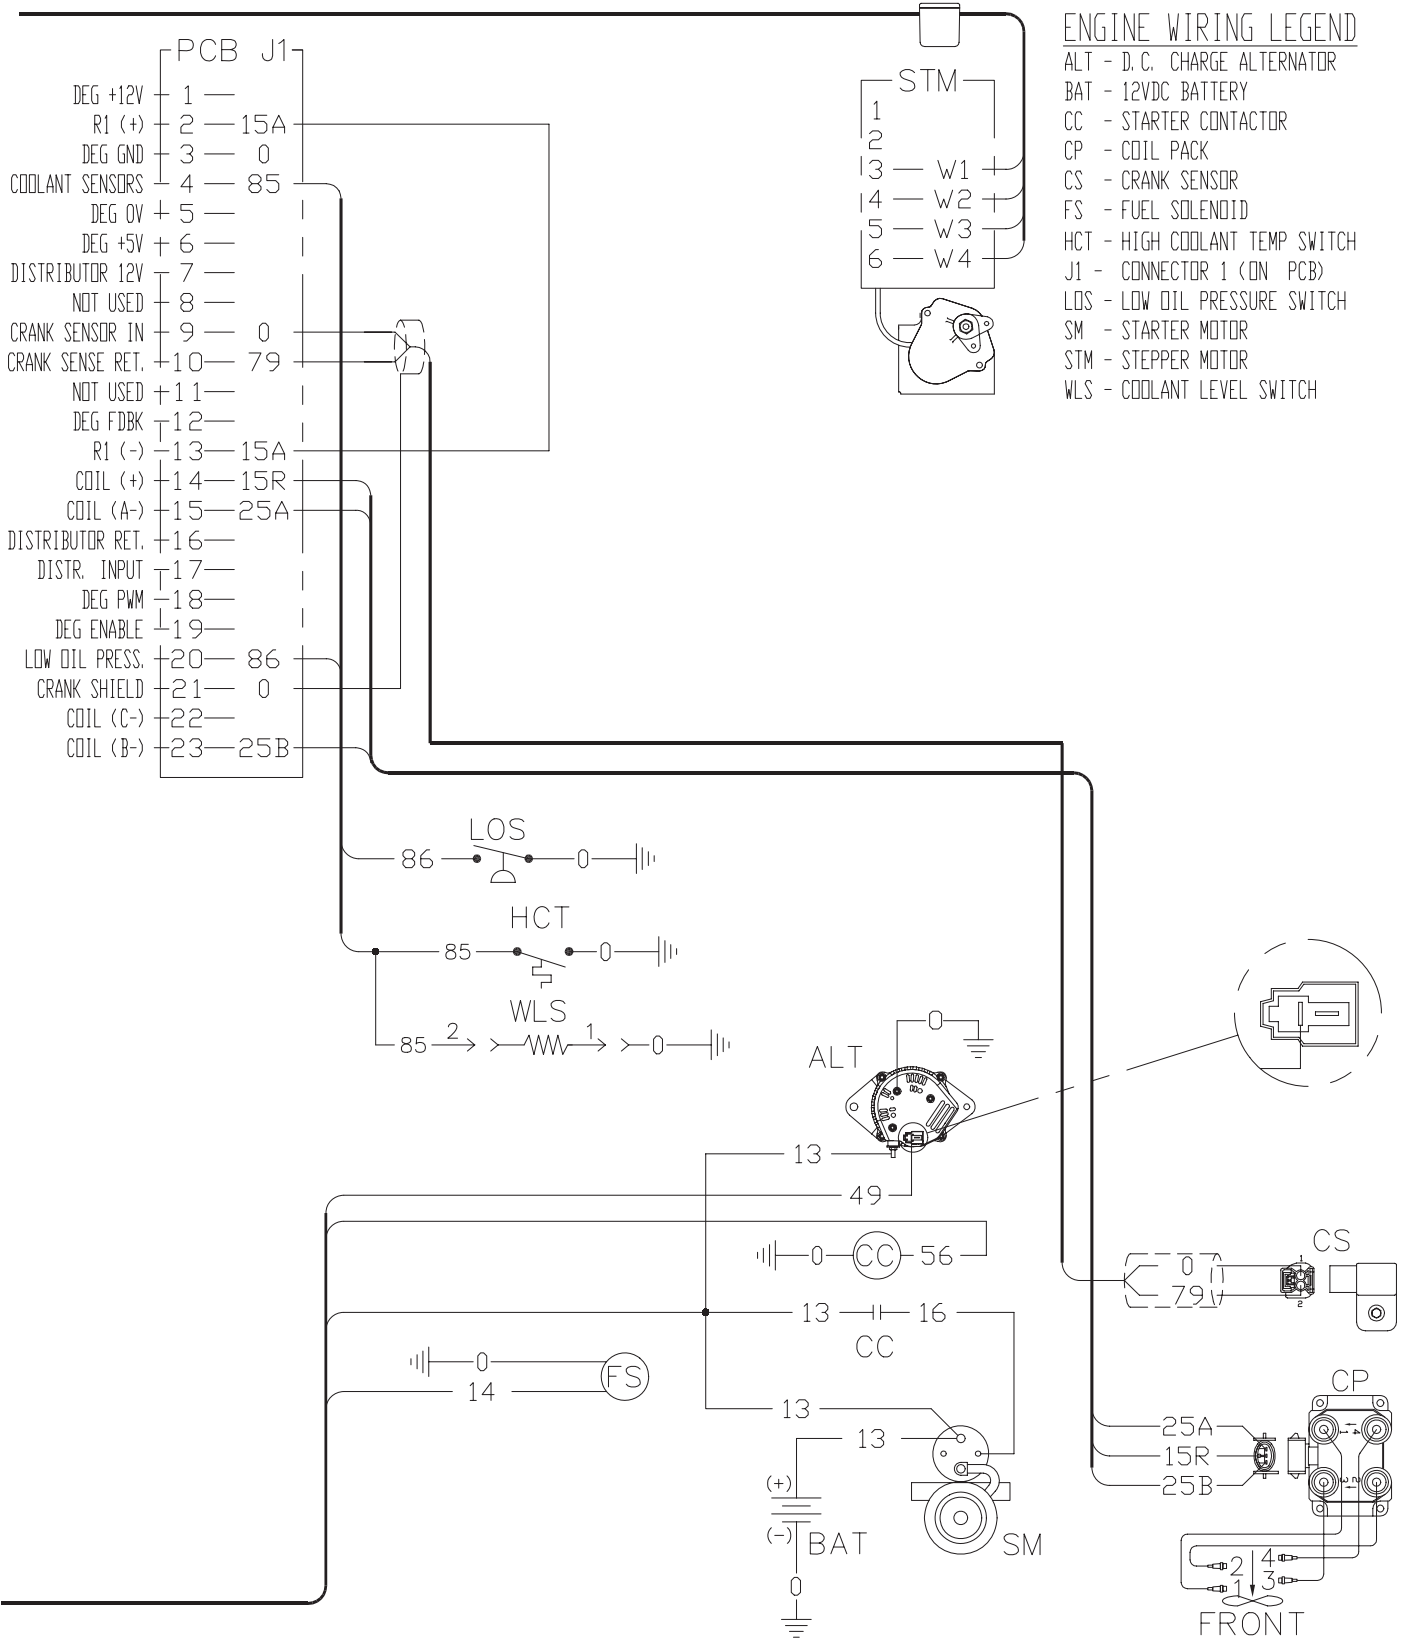 PCB J1
DEG +12V 1
R1 (+) 2 15A
DEG GND 3 0
COOLANT SENSORS 4 85
DEG 0V 5
DEG +5V 6
DISTRIBUTOR 12V 7
NOT USED 8
CRANK SENSOR IN 9 0
CRANK SENSE RET. 10 79
NOT USED 11
DEG FDBK 12
R1 (-) 13 15A
COIL (+) 14 15R
COIL (A-) 15 25A
DISTRIBUTOR RET. 16
DISTR. INPUT 17
DEG PWM 18
DEG ENABLE 19
LOW OIL PRESS. 20 86
CRANK SHIELD 21 0
COIL (C-) 22
COIL (B-) 23 25B
STM
1
2
3 W1
4 W2
5 W3
6 W4
ENGINE WIRING LEGEND
ALT - D.C. CHARGE ALTERNATOR
BAT - 12VDC BATTERY
CC - STARTER CONTACTOR
CP - COIL PACK
CS - CRANK SENSOR
FS - FUEL SOLENOID
HCT - HIGH COOLANT TEMP SWITCH
J1 - CONNECTOR 1 (ON PCB)
LOS - LOW OIL PRESSURE SWITCH
SM - STARTER MOTOR
STM - STEPPER MOTOR
WLS - COOLANT LEVEL SWITCH
LOS
86 0
HCT
85 0
WLS
85 2 1 0
0
ALT
13
49
0 CC 56
13 16
CC
0 FS
14
13
13
(+)
(-)
BAT
SM
0
CS
1
0
79
2
CP
25A
15R
25B
1 4
3 2
2 4
1 3
FRONT